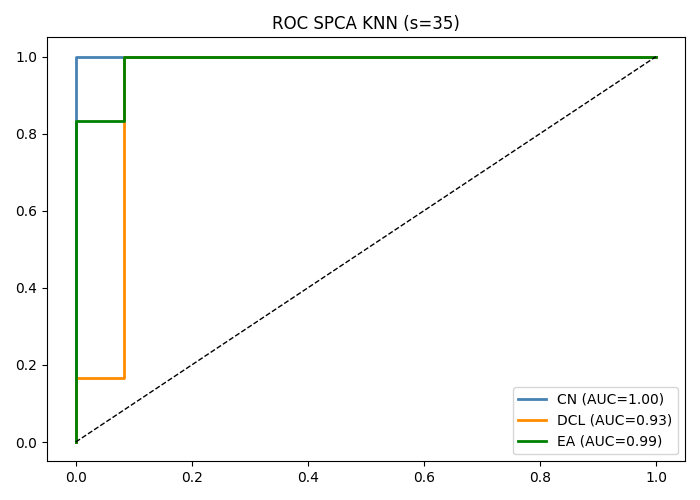 ROC SPCA KNN (s=35)
1.0
0.8
0.6
0.4
0.2
0.0
0.0 0.2 0.4 0.6 0.8 1.0
CN (AUC=1.00)
DCL (AUC=0.93)
EA (AUC=0.99)